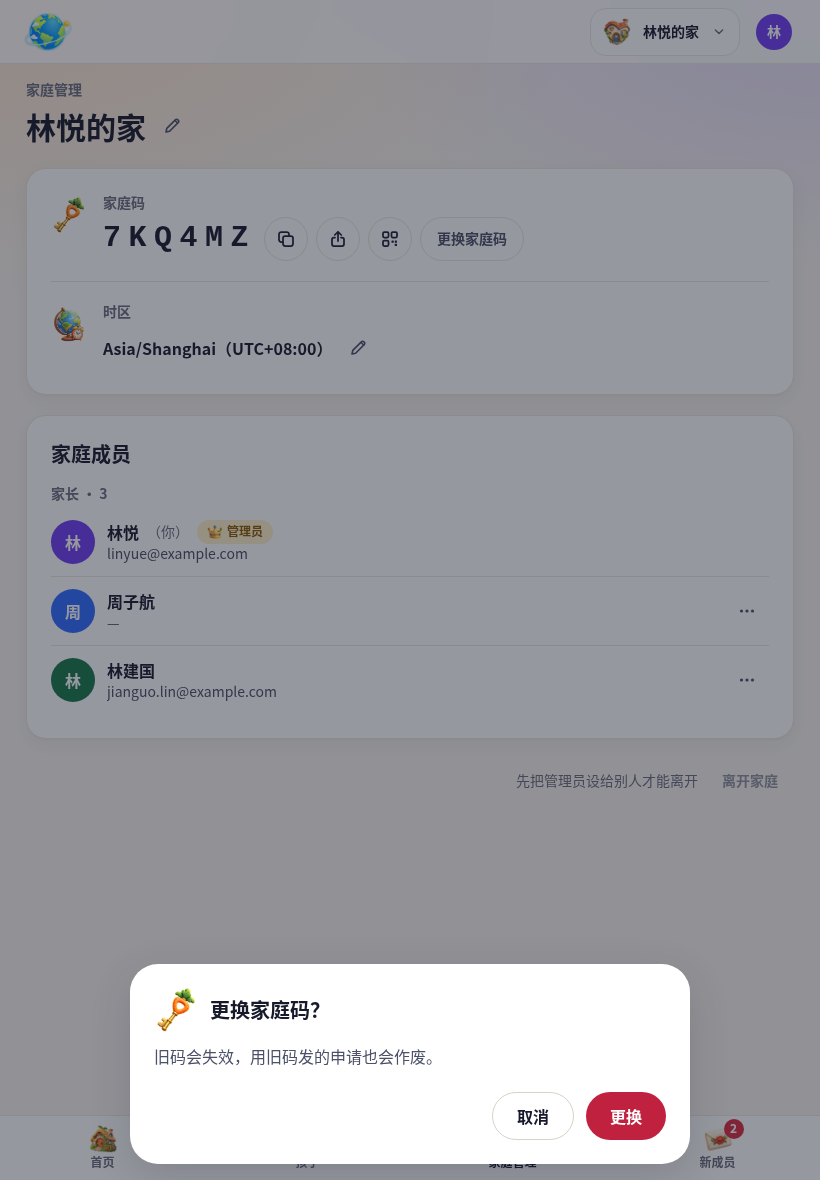 林悦的家
林
家庭管理
林悦的家
家庭码
7KQ4MZ
更换家庭码
时区
Asia/Shanghai（UTC+08:00）
家庭成员
家长 · 3
林
林悦 （你） 管理员
linyue@example.com
周
周子航
—
林
林建国
jianguo.lin@example.com
先把管理员设给别人才能离开 离开家庭
更换家庭码？
旧码会失效，用旧码发的申请也会作废。
取消 更换
2
首页
新成员